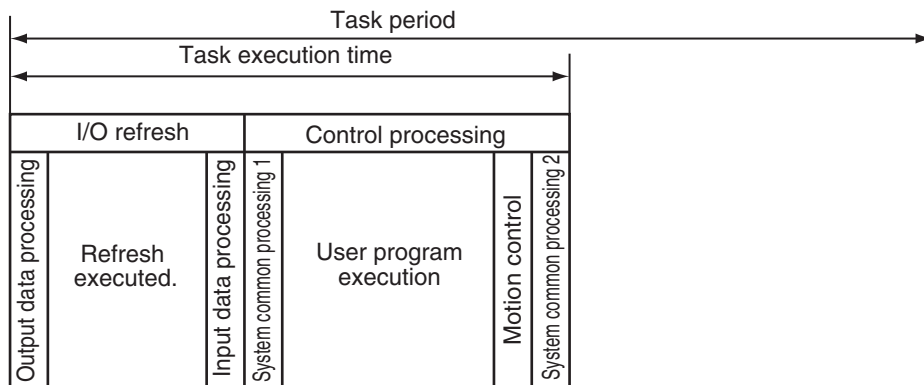 Task period
Task execution time
I/O refresh
Control processing
Output data processing
Refresh
executed.
Input data processing
System common processing 1
User program
execution
Motion control
System common processing 2